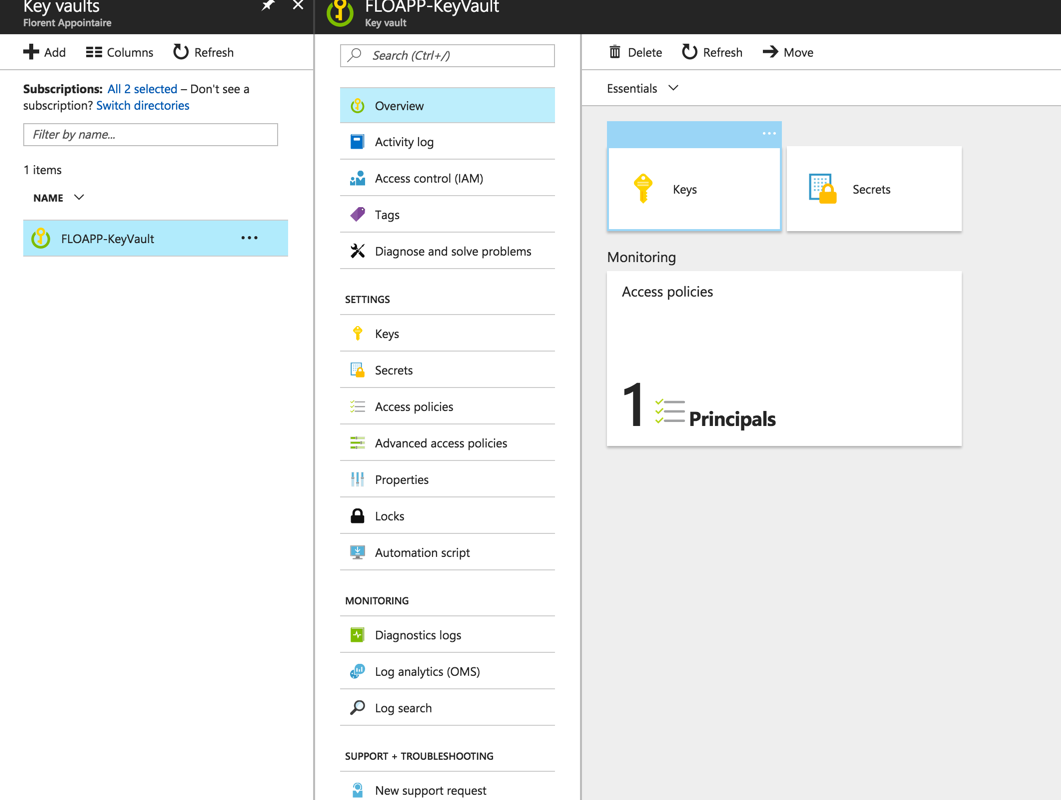 Key vaults
Florent Appointaire
Add
Columns
Refresh
Subscriptions: All 2 selected – Don't see a
subscription? Switch directories
Filter by name...
1 items
NAME
FLOAPP-KeyVault
FLOAPP-KeyVault
Key vault
Search (Ctrl+/)
Overview
Activity log
Access control (IAM)
Tags
Diagnose and solve problems
SETTINGS
Keys
Secrets
Access policies
Advanced access policies
Properties
Locks
Automation script
MONITORING
Diagnostics logs
Log analytics (OMS)
Log search
SUPPORT + TROUBLESHOOTING
New support request
Delete
Refresh
Move
Essentials
Keys
Secrets
Monitoring
Access policies
1 Principals